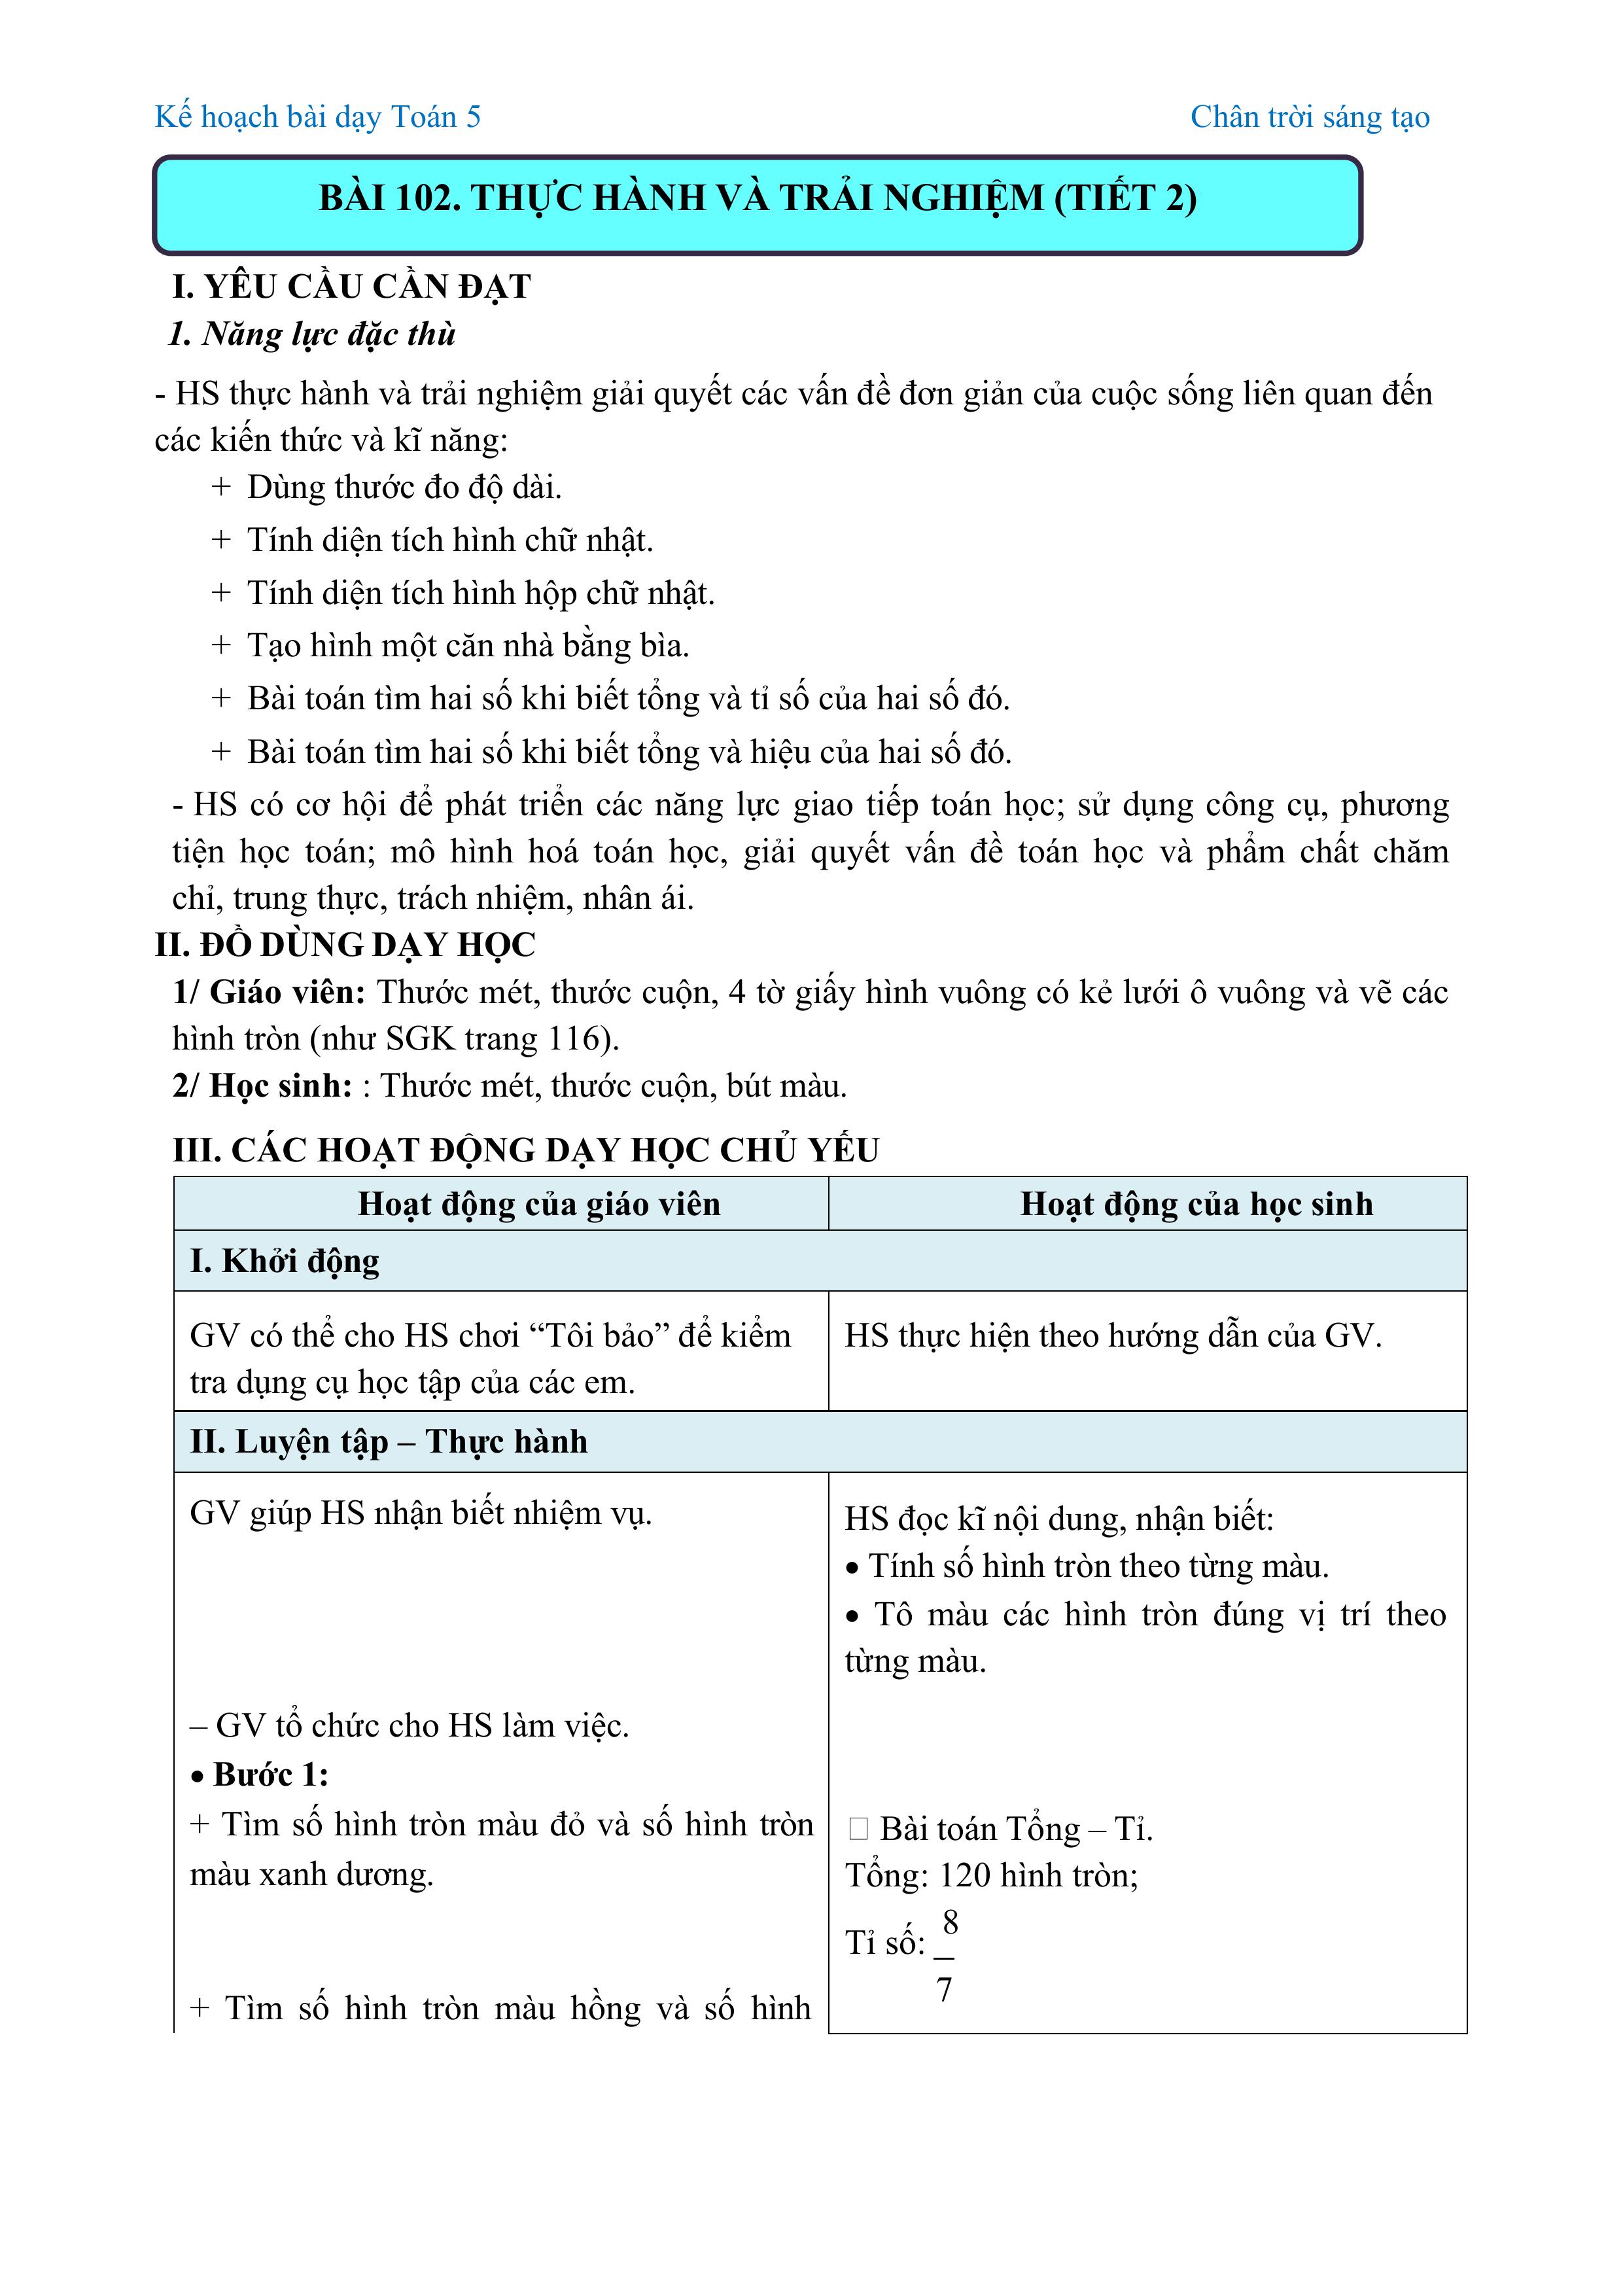 Kế hoạch bài dạy Toán 5 Chân trời sáng tạo
BÀI 102. THỰC HÀNH VÀ TRẢI NGHIỆM (TIẾT 2)
I. YÊU CẦU CẦN ĐẠT
1. Năng lực đặc thù
- HS thực hành và trải nghiệm giải quyết các vấn đề đơn giản của cuộc sống liên quan đến
các kiến thức và kĩ năng:
+ Dùng thước đo độ dài.
+ Tính diện tích hình chữ nhật.
+ Tính diện tích hình hộp chữ nhật.
+ Tạo hình một căn nhà bằng bìa.
+ Bài toán tìm hai số khi biết tổng và tỉ số của hai số đó.
+ Bài toán tìm hai số khi biết tổng và hiệu của hai số đó.
- HS có cơ hội để phát triển các năng lực giao tiếp toán học; sử dụng công cụ, phương
tiện học toán; mô hình hoá toán học, giải quyết vấn đề toán học và phẩm chất chăm
chỉ, trung thực, trách nhiệm, nhân ái.
II. ĐỒ DÙNG DẠY HỌC
1/ Giáo viên: Thước mét, thước cuộn, 4 tờ giấy hình vuông có kẻ lưới ô vuông và vẽ các
hình tròn (như SGK trang 116).
2/ Học sinh: : Thước mét, thước cuộn, bút màu.
III. CÁC HOẠT ĐỘNG DẠY HỌC CHỦ YẾU
Hoạt động của giáo viên
Hoạt động của học sinh
I. Khởi động
GV có thể cho HS chơi “Tôi bảo” để kiểm
tra dụng cụ học tập của các em.
HS thực hiện theo hướng dẫn của GV.
II. Luyện tập – Thực hành
GV giúp HS nhận biết nhiệm vụ.
– GV tổ chức cho HS làm việc.
• Bước 1:
+ Tìm số hình tròn màu đỏ và số hình tròn
màu xanh dương.
+ Tìm số hình tròn màu hồng và số hình
HS đọc kĩ nội dung, nhận biết:
• Tính số hình tròn theo từng màu.
• Tô màu các hình tròn đúng vị trí theo
từng màu.
□ Bài toán Tổng – Tỉ.
Tổng: 120 hình tròn;
Tỉ số: 8/7